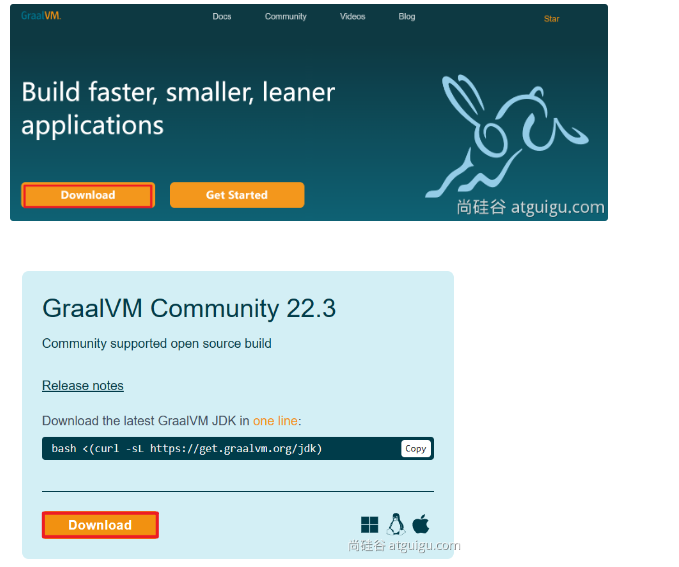 GraalVM.
Docs Community Videos Blog Star
Build faster, smaller, leaner
applications
Download Get Started
尚硅谷 atguigu.com
GraalVM Community 22.3
Community supported open source build
Release notes
Download the latest GraalVM JDK in one line:
bash <(curl -sL https://get.graalvm.org/jdk) Copy
Download
尚硅谷 atguigu.com